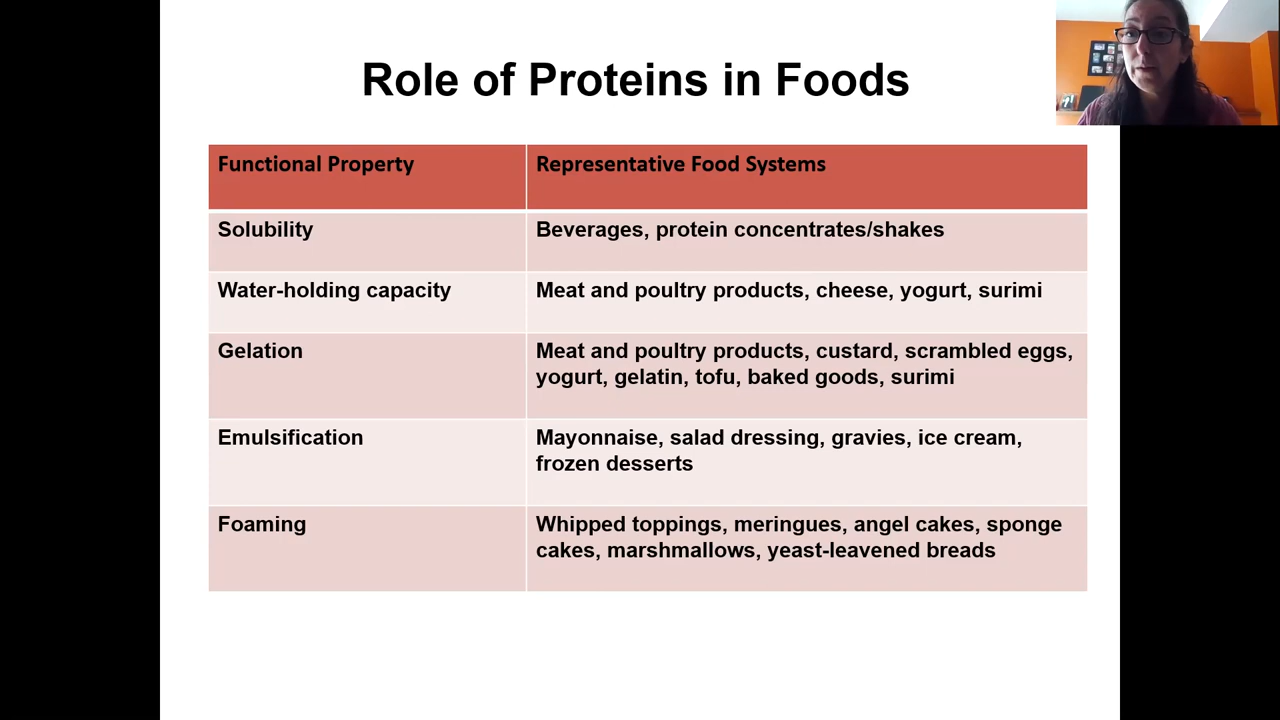 Role of Proteins in Foods
Functional Property
Representative Food Systems
Solubility
Beverages, protein concentrates/shakes
Water-holding capacity
Meat and poultry products, cheese, yogurt, surimi
Gelation
Meat and poultry products, custard, scrambled eggs,
yogurt, gelatin, tofu, baked goods, surimi
Emulsification
Mayonnaise, salad dressing, gravies, ice cream,
frozen desserts
Foaming
Whipped toppings, meringues, angel cakes, sponge
cakes, marshmallows, yeast-leavened breads